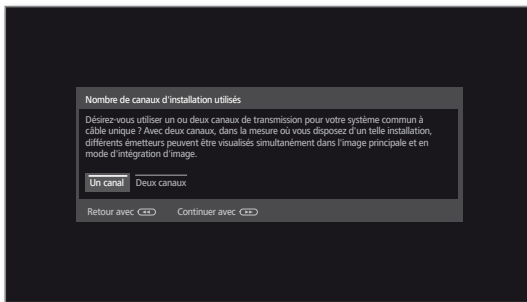 Nombre de canaux d'installation utilisés
Désirez-vous utiliser un ou deux canaux de transmission pour votre système commun à
câble unique ? Avec deux canaux, dans la mesure où vous disposez d'un telle installation,
différents émetteurs peuvent être visualisés simultanément dans l'image principale et en
mode d'intégration d'image.
Un canal Deux canaux
Retour avec ◄◄ Continuer avec ►►